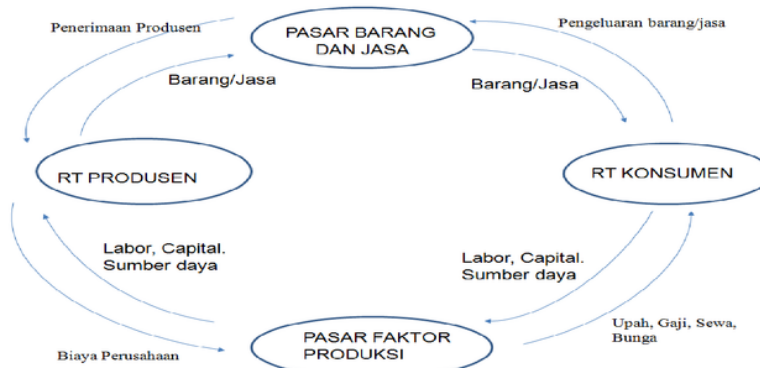 Penerimaan Produsen
PASAR BARANG
DAN JASA
Pengeluaran barang/jasa
Barang/Jasa
Barang/Jasa
RT PRODUSEN
RT KONSUMEN
Labor, Capital.
Sumber daya
Labor, Capital.
Sumber daya
Biaya Perusahaan
PASAR FAKTOR
PRODUKSI
Upah, Gaji, Sewa,
Bunga